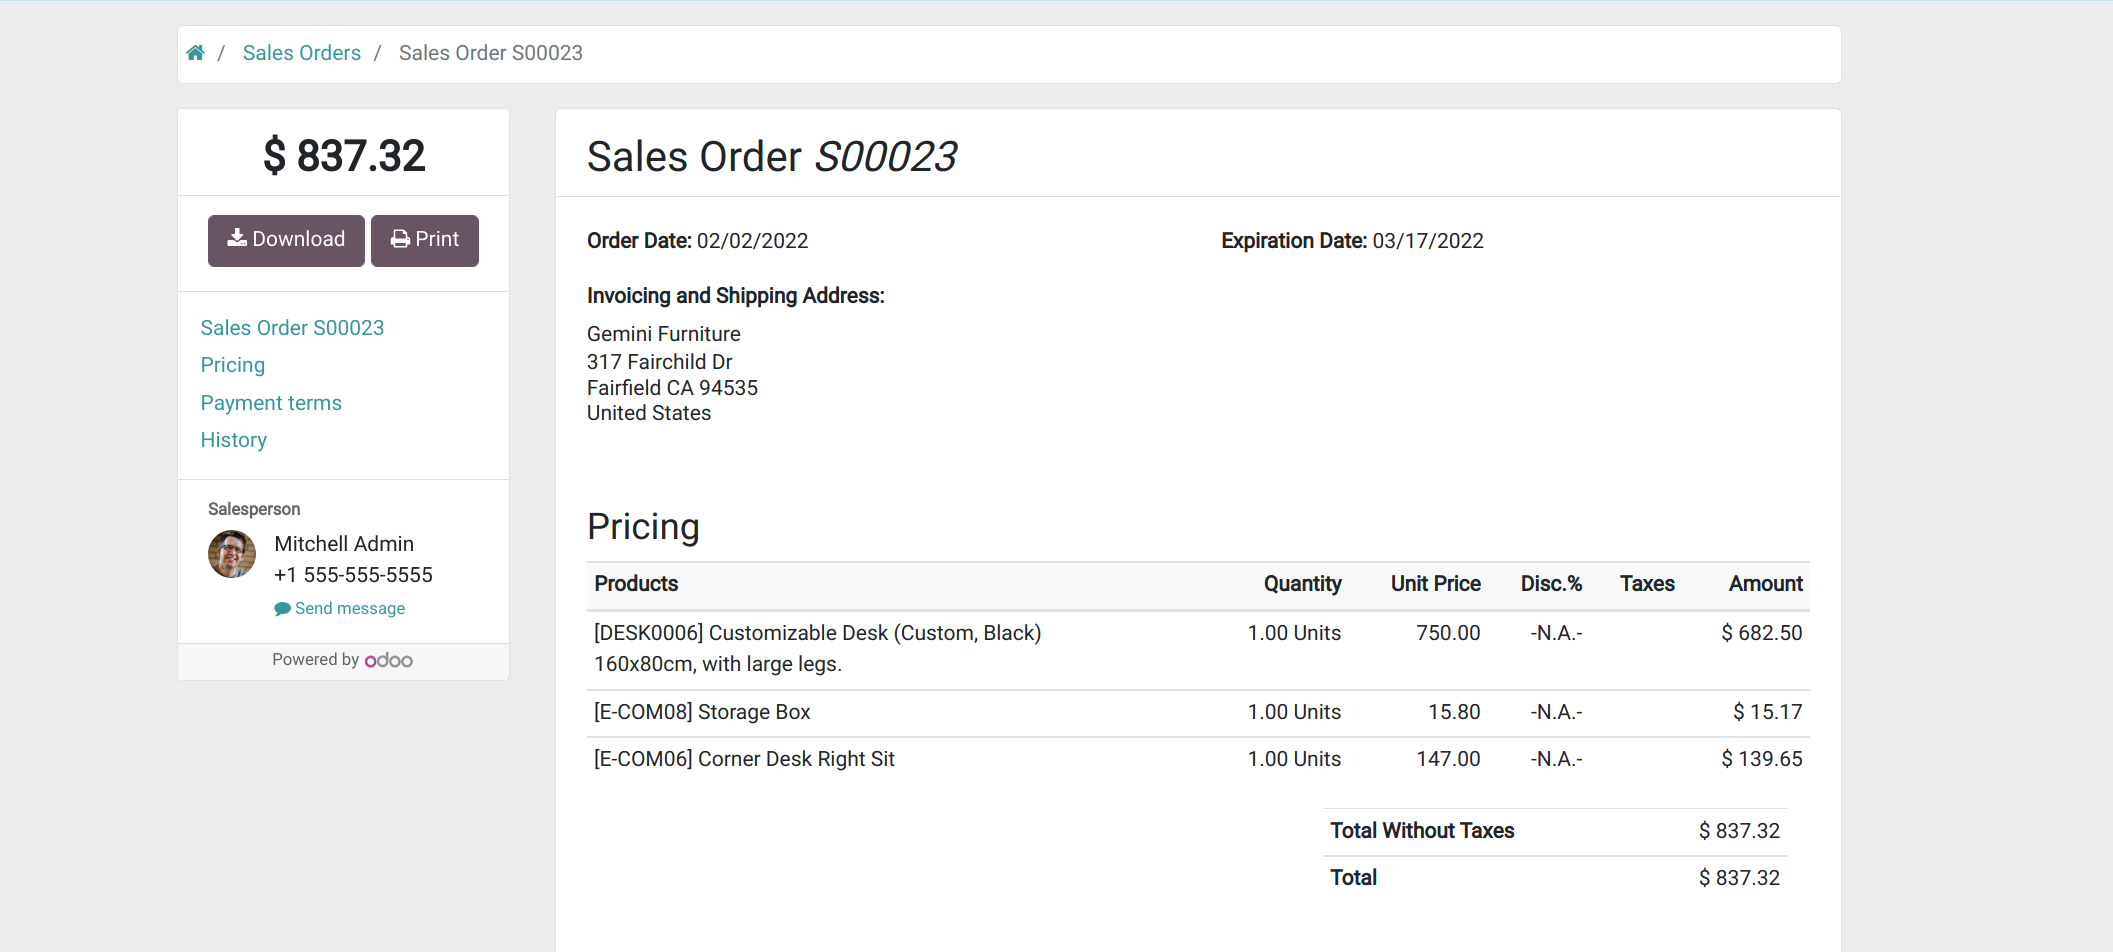 / Sales Orders / Sales Order S00023
$ 837.32
Download Print
Sales Order S00023
Pricing
Payment terms
History
Salesperson
Mitchell Admin
+1 555-555-5555
Send message
Powered by odoo
Sales Order S00023
Order Date: 02/02/2022 Expiration Date: 03/17/2022
Invoicing and Shipping Address:
Gemini Furniture
317 Fairchild Dr
Fairfield CA 94535
United States
Pricing
Products Quantity Unit Price Disc.% Taxes Amount
[DESK0006] Customizable Desk (Custom, Black) 1.00 Units 750.00 -N.A.- $ 682.50
160x80cm, with large legs.
[E-COM08] Storage Box 1.00 Units 15.80 -N.A.- $ 15.17
[E-COM06] Corner Desk Right Sit 1.00 Units 147.00 -N.A.- $ 139.65
Total Without Taxes $ 837.32
Total $ 837.32